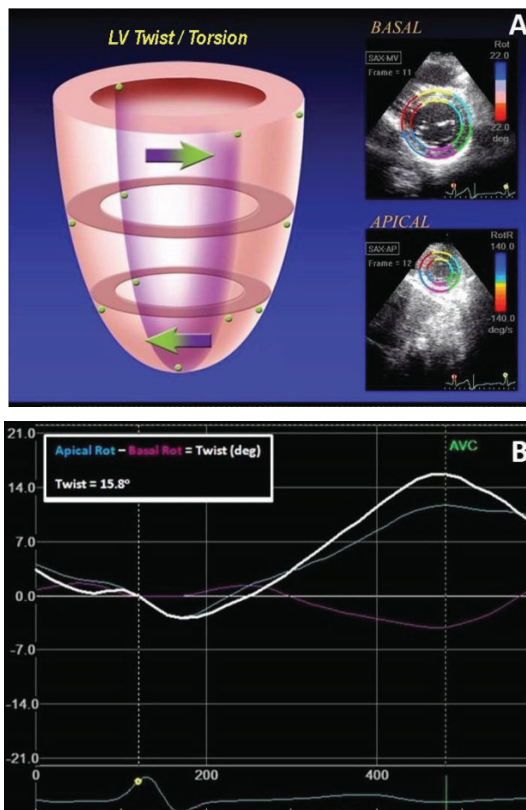 LV Twist / Torsion
BASAL
A
SAX-MV
Frame = 11
Rot
22.0
-22.0
deg
APICAL
SAX-AP
Frame = 12
RotR
140.0
-140.0
deg/s
B
21.0
Apical Rot – Basal Rot = Twist (deg)
Twist = 15.8º
AVC
14.0
7.0
0.0
-7.0
-14.0
-21.0
0
200
400